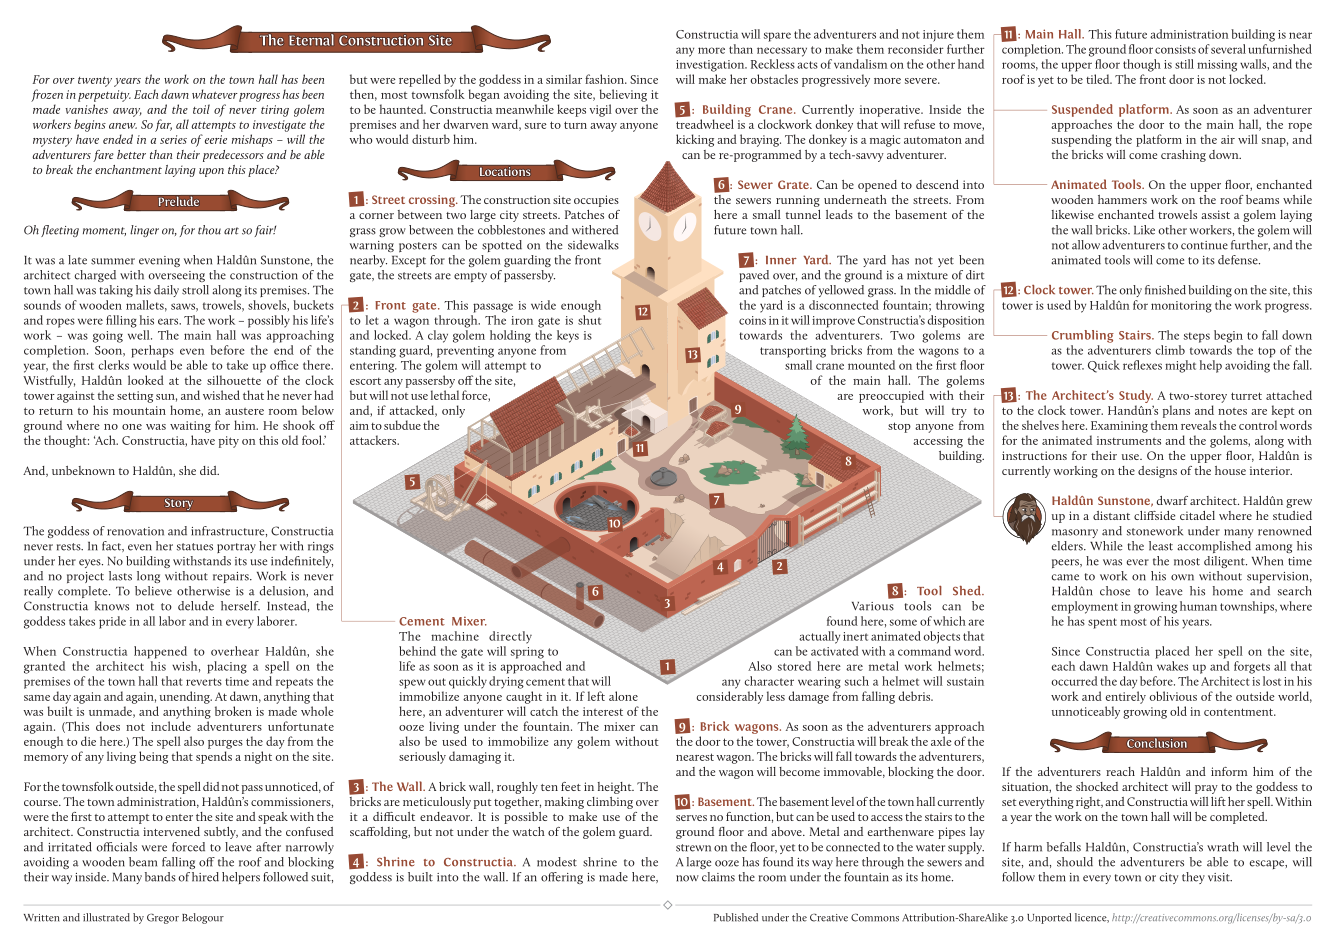 The Eternal Construction Site
For over twenty years the work on the town hall has been
frozen in perpetuity. Each dawn whatever progress has been
made vanishes away, and the toil of never tiring golem
workers begins anew. So far, all attempts to investigate the
mystery have ended in a series of eerie mishaps – will the
adventurers fare better than their predecessors and be able
to break the enchantment laying upon this place?
Prelude
Oh fleeting moment, linger on, for thou art so fair!
It was a late summer evening when Haldûn Sunstone, the
architect charged with overseeing the construction of the
town hall was taking his daily stroll along its premises. The
sounds of wooden mallets, saws, trowels, shovels, buckets
and ropes were filling his ears. The work – possibly his life's
work – was going well. The main hall was approaching
completion. Soon, perhaps even before the end of the
year, the first clerks would be able to take up office there.
Wistfully, Haldûn looked at the silhouette of the clock
tower against the setting sun, and wished that he never had
to return to his mountain home, an austere room below
ground where no one was waiting for him. He shook off
the thought: 'Ach. Constructia, have pity on this old fool.'
And, unbeknown to Haldûn, she did.
Story
The goddess of renovation and infrastructure, Constructia
never rests. In fact, even her statues portray her with rings
under her eyes. No building withstands its use indefinitely,
and no project lasts long without repairs. Work is never
really complete. To believe otherwise is a delusion, and
Constructia knows not to delude herself. Instead, the
goddess takes pride in all labor and in every laborer.
When Constructia happened to overhear Haldûn, she
granted the architect his wish, placing a spell on the
premises of the town hall that reverts time and repeats the
same day again and again, unending. At dawn, anything that
was built is unmade, and anything broken is made whole
again. (This does not include adventurers unfortunate
enough to die here.) The spell also purges the day from the
memory of any living being that spends a night on the site.
For the townsfolk outside, the spell did not pass unnoticed, of
course. The town administration, Haldûn's commissioners,
were the first to attempt to enter the site and speak with the
architect. Constructia intervened subtly, and the confused
and irritated officials were forced to leave after narrowly
avoiding a wooden beam falling off the roof and blocking
their way inside. Many bands of hired helpers followed suit,
but were repelled by the goddess in a similar fashion. Since
then, most townsfolk began avoiding the site, believing it
to be haunted. Constructia meanwhile keeps vigil over the
premises and her dwarven ward, sure to turn away anyone
who would disturb him.
Locations
1: Street crossing. The construction site occupies
a corner between two large city streets. Patches of
grass grow between the cobblestones and withered
warning posters can be spotted on the sidewalks
nearby. Except for the golem guarding the front
gate, the streets are empty of passersby.
2: Front gate. This passage is wide enough
to let a wagon through. The iron gate is shut
and locked. A clay golem holding the keys is
standing guard, preventing anyone from
entering. The golem will attempt to
escort any passersby off the site,
but will not use lethal force,
and, if attacked, only
aim to subdue the
attackers.
Cement Mixer.
The machine directly
behind the gate will spring to
life as soon as it is approached and
spew out quickly drying cement that will
immobilize anyone caught in it. If left alone
here, an adventurer will catch the interest of the
ooze living under the fountain. The mixer can
also be used to immobilize any golem without
seriously damaging it.
3: The Wall. A brick wall, roughly ten feet in height. The
bricks are meticulously put together, making climbing over
it a difficult endeavor. It is possible to make use of the
scaffolding, but not under the watch of the golem guard.
4: Shrine to Constructia. A modest shrine to the
goddess is built into the wall. If an offering is made here,
Constructia will spare the adventurers and not injure them
any more than necessary to make them reconsider further
investigation. Reckless acts of vandalism on the other hand
will make her obstacles progressively more severe.
5: Building Crane. Currently inoperative. Inside the
treadwheel is a clockwork donkey that will refuse to move,
kicking and braying. The donkey is a magic automaton and
can be re-programmed by a tech-savvy adventurer.
6: Sewer Grate. Can be opened to descend into
the sewers running underneath the streets. From
here a small tunnel leads to the basement of the
future town hall.
7: Inner Yard. The yard has not yet been
paved over, and the ground is a mixture of dirt
and patches of yellowed grass. In the middle of
the yard is a disconnected fountain; throwing
coins in it will improve Constructia's disposition
towards the adventurers. Two golems are
transporting bricks from the wagons to a
small crane mounted on the first floor
of the main hall. The golems
are preoccupied with their
work, but will try to
stop anyone from
accessing the
building.
12
13
9
11
8
5
7
10
4
2
6
3
1
8: Tool Shed.
Various tools can be
found here, some of which are
actually inert animated objects that
can be activated with a command word.
Also stored here are metal work helmets;
any character wearing such a helmet will sustain
considerably less damage from falling debris.
9: Brick wagons. As soon as the adventurers approach
the door to the tower, Constructia will break the axle of the
nearest wagon. The bricks will fall towards the adventurers,
and the wagon will become immovable, blocking the door.
10: Basement. The basement level of the town hall currently
serves no function, but can be used to access the stairs to the
ground floor and above. Metal and earthenware pipes lay
strewn on the floor, yet to be connected to the water supply.
A large ooze has found its way here through the sewers and
now claims the room under the fountain as its home.
11: Main Hall. This future administration building is near
completion. The ground floor consists of several unfurnished
rooms, the upper floor though is still missing walls, and the
roof is yet to be tiled. The front door is not locked.
Suspended platform. As soon as an adventurer
approaches the door to the main hall, the rope
suspending the platform in the air will snap, and
the bricks will come crashing down.
Animated Tools. On the upper floor, enchanted
wooden hammers work on the roof beams while
likewise enchanted trowels assist a golem laying
the wall bricks. Like other workers, the golem will
not allow adventurers to continue further, and the
animated tools will come to its defense.
12: Clock tower. The only finished building on the site, this
tower is used by Haldûn for monitoring the work progress.
Crumbling Stairs. The steps begin to fall down
as the adventurers climb towards the top of the
tower. Quick reflexes might help avoiding the fall.
13: The Architect's Study. A two-storey turret attached
to the clock tower. Handûn's plans and notes are kept on
the shelves here. Examining them reveals the control words
for the animated instruments and the golems, along with
instructions for their use. On the upper floor, Haldûn is
currently working on the designs of the house interior.
Haldûn Sunstone, dwarf architect. Haldûn grew
up in a distant cliffside citadel where he studied
masonry and stonework under many renowned
elders. While the least accomplished among his
peers, he was ever the most diligent. When time
came to work on his own without supervision,
Haldûn chose to leave his home and search
employment in growing human townships, where
he has spent most of his years.
Since Constructia placed her spell on the site,
each dawn Haldûn wakes up and forgets all that
occurred the day before. The Architect is lost in his
work and entirely oblivious of the outside world,
unnoticeably growing old in contentment.
Conclusion
If the adventurers reach Haldûn and inform him of the
situation, the shocked architect will pray to the goddess to
set everything right, and Constructia will lift her spell. Within
a year the work on the town hall will be completed.
If harm befalls Haldûn, Constructia's wrath will level the
site, and, should the adventurers be able to escape, will
follow them in every town or city they visit.
Written and illustrated by Gregor Belogour
Published under the Creative Commons Attribution-ShareAlike 3.0 Unported licence, http://creativecommons.org/licenses/by-sa/3.0